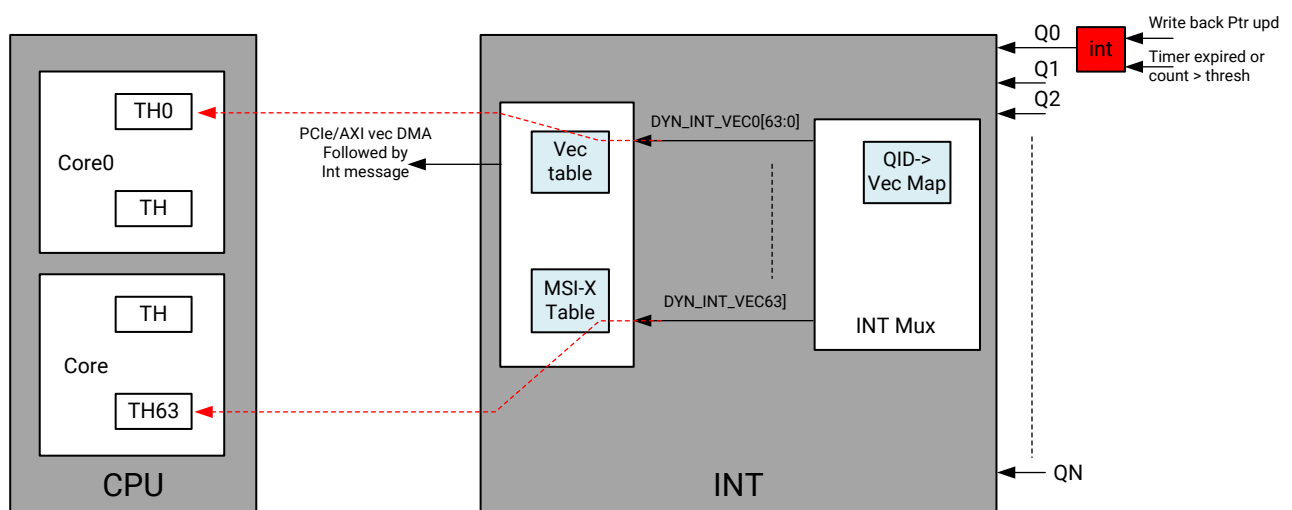 TH0
Core0
TH
TH
Core
TH63
CPU
PCIe/AXI vec DMA
Followed by
Int message
Vec
table
MSI-X
Table
DYN_INT_VEC0[63:0]
DYN_INT_VEC63]
QID->
Vec Map
INT Mux
INT
Q0
Q1
Q2
QN
int
Write back Ptr upd
Timer expired or
count > thresh